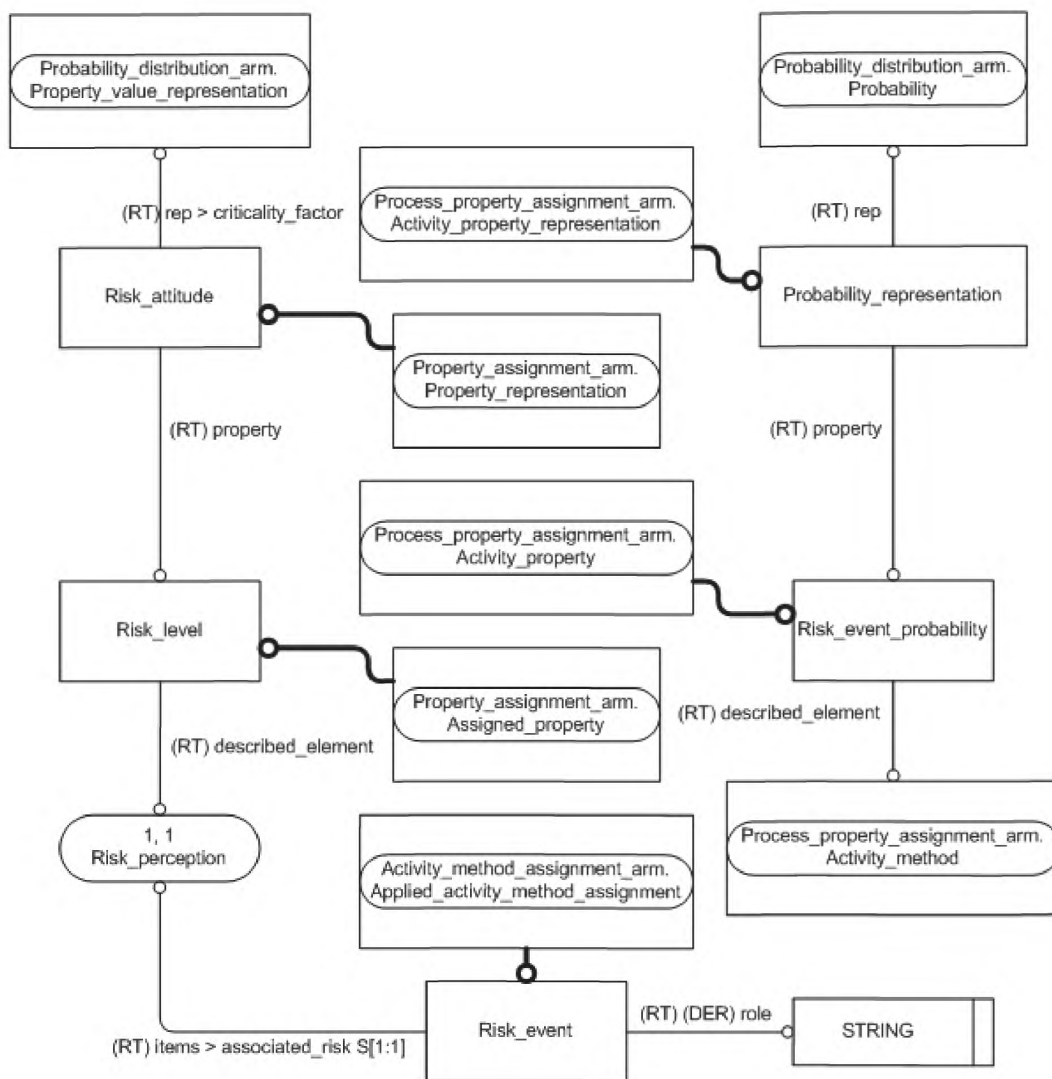 Probability_distribution_arm.
Property_value_representation
Probability_distribution_arm.
Probability
(RT) rep > criticality_factor
Process_property_assignment_arm.
Activity_property_representation
(RT) rep
Risk_attitude
Probability_representation
Property_assignment_arm.
Property_representation
(RT) property
(RT) property
Process_property_assignment_arm.
Activity_property
Risk_level
Risk_event_probability
Property_assignment_arm.
Assigned_property
(RT) described_element
(RT) described_element
1, 1
Risk_perception
Process_property_assignment_arm.
Activity_method
Activity_method_assignment_arm.
Applied_activity_method_assignment
(RT) items > associated_risk S[1:1]
Risk_event
(RT) (DER) role
STRING